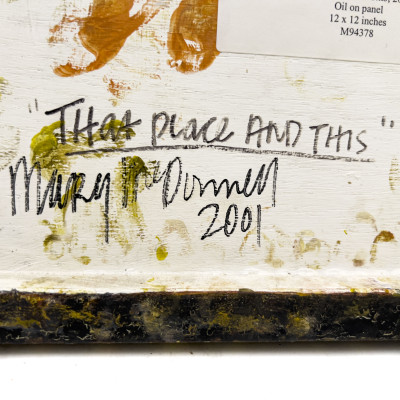 Oil on panel
12 x 12 inches
M94378
"THAT PLACE AND THIS"
Mary McDonnell
2001